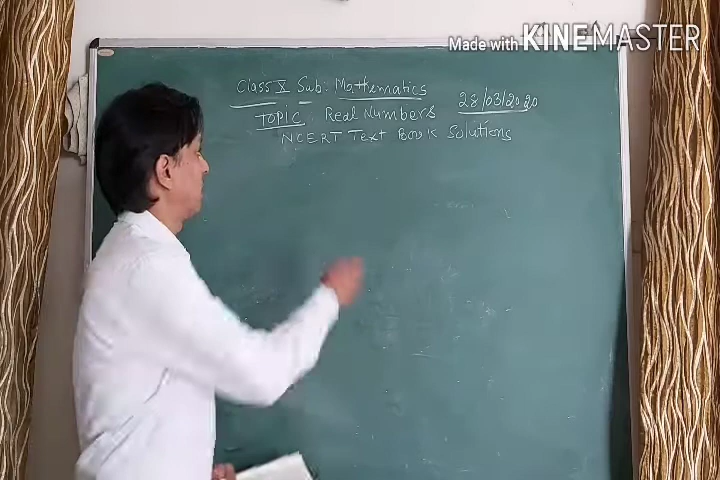 Made with KINEMASTER
Class X Sub: Mathematics
Topic: Real Numbers 28/03/2020
NCERT Text Book Solutions